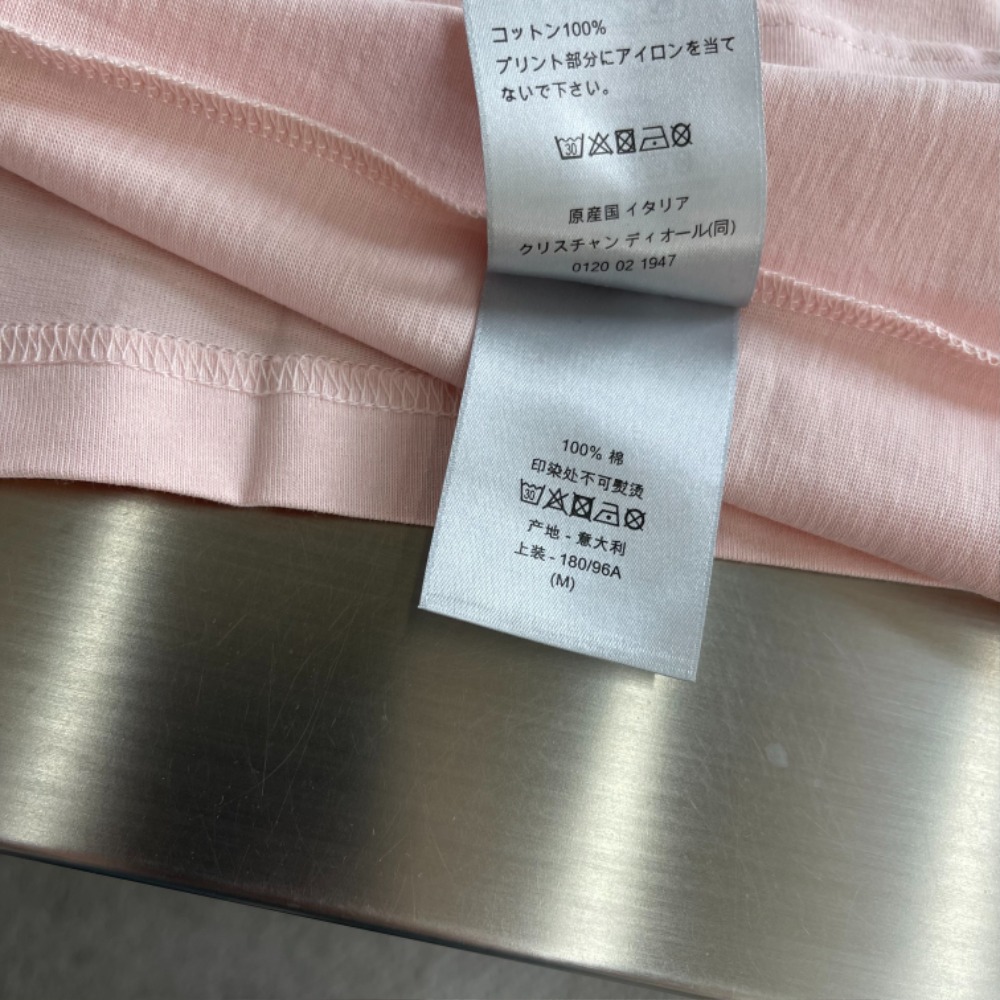 コットン100%
プリント部分にアイロンを当て
ないで下さい。
30
原産国 イタリア
クリスチャン ディオール(同)
0120 02 1947
100% 棉
印染处不可熨烫
30
产地 - 意大利
上装 - 180/96A
(M)